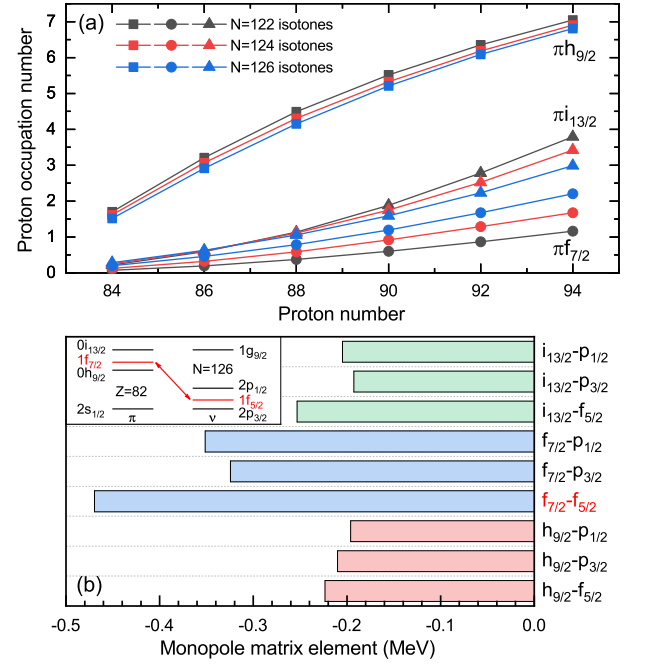 (a)
N=122 isotones
N=124 isotones
N=126 isotones
πh9/2
πi13/2
πf7/2
Proton occupation number
7
6
5
4
3
2
1
0
84 86 88 90 92 94
Proton number
0i13/2
1f7/2
0h9/2
Z=82
2s1/2
π
1g9/2
N=126
2p1/2
1f5/2
2p3/2
ν
i13/2-p1/2
i13/2-p3/2
i13/2-f5/2
f7/2-p1/2
f7/2-p3/2
f7/2-f5/2
h9/2-p1/2
h9/2-p3/2
h9/2-f5/2
(b)
-0.5 -0.4 -0.3 -0.2 -0.1 0.0
Monopole matrix element (MeV)